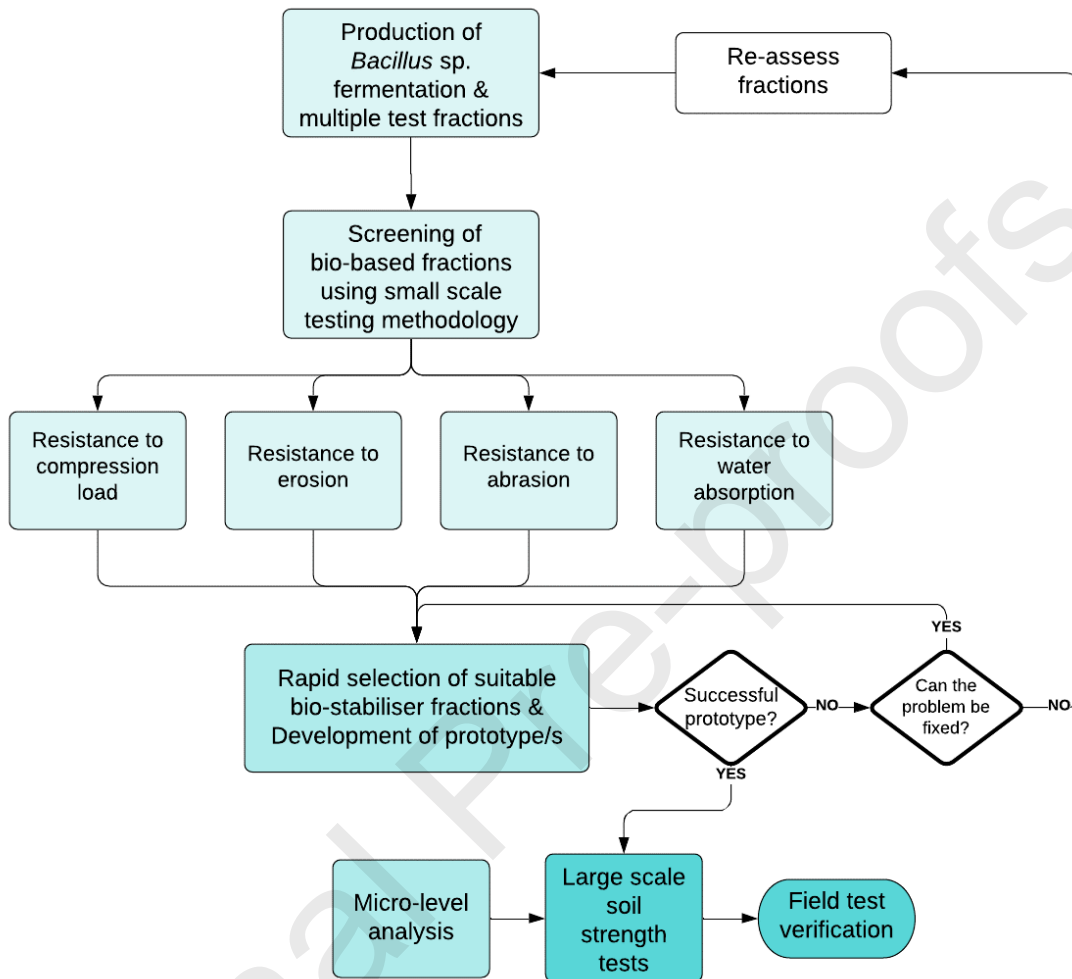 Production of
Bacillus sp.
fermentation &
multiple test fractions
Re-assess
fractions
Screening of
bio-based fractions
using small scale
testing methodology
Resistance to
compression
load
Resistance to
erosion
Resistance to
abrasion
Resistance to
water
absorption
Rapid selection of suitable
bio-stabiliser fractions &
Development of prototype/s
Successful
prototype?
NO
YES
Can the
problem be
fixed?
YES
NO
Micro-level
analysis
Large scale
soil
strength
tests
Field test
verification
al Pre-proofs